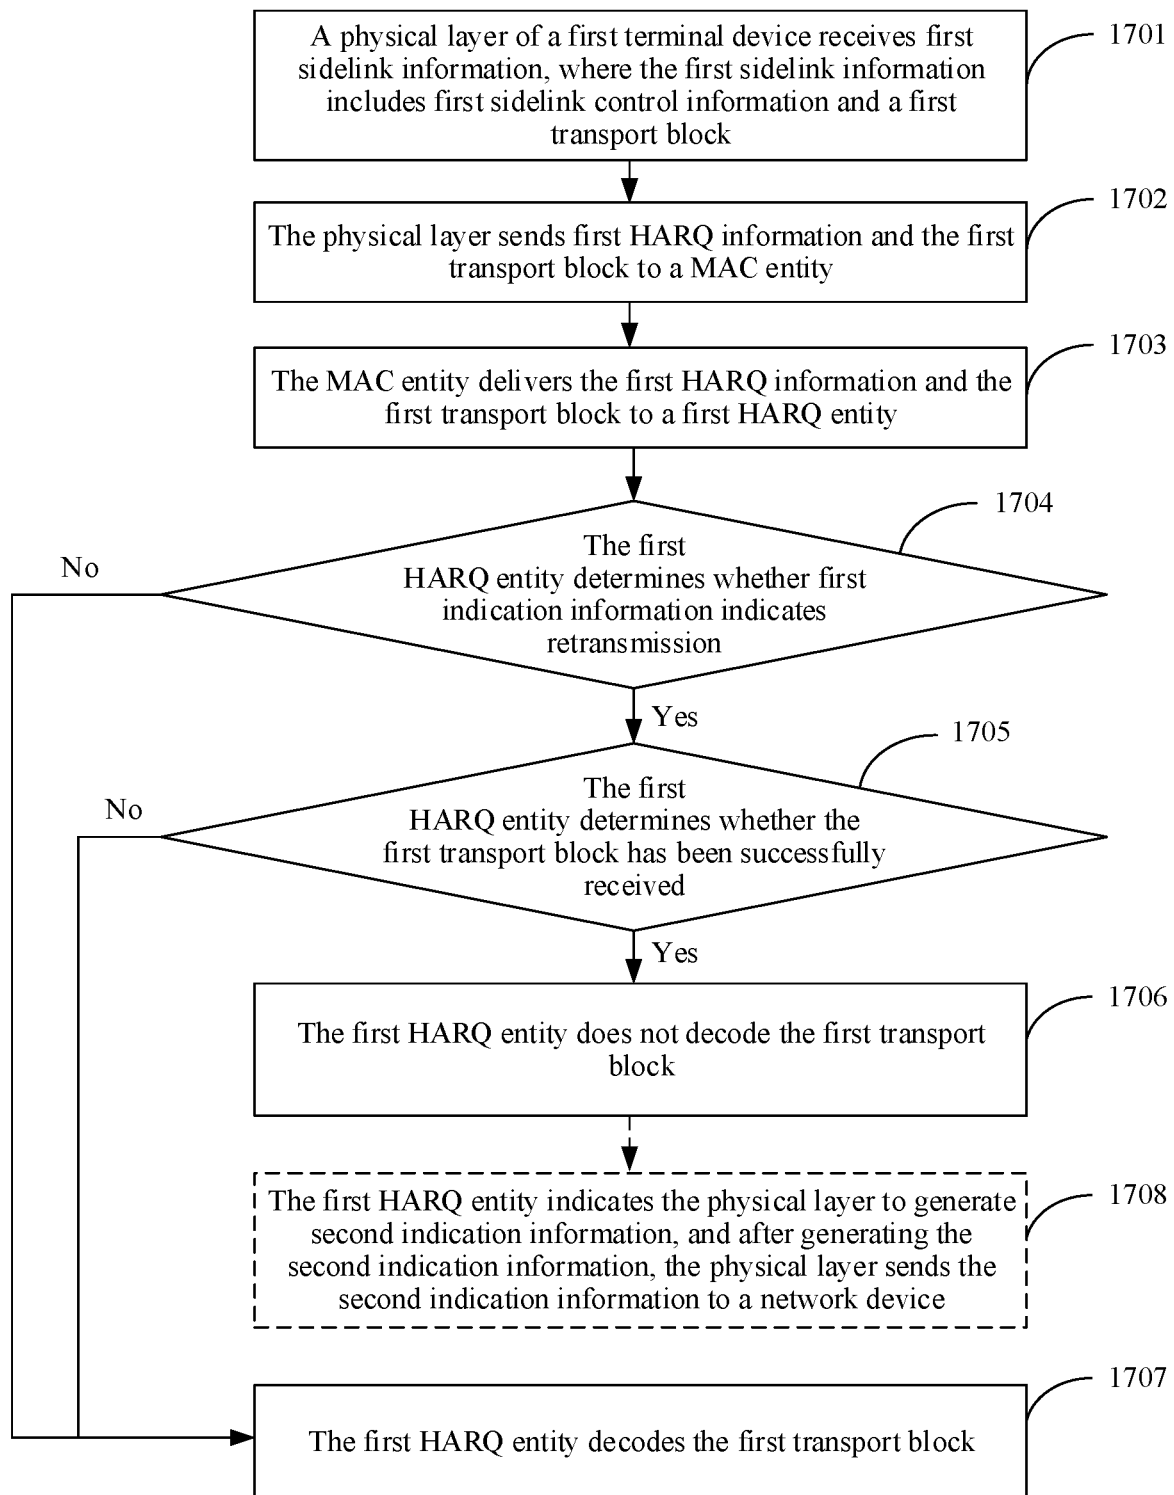 A physical layer of a first terminal device receives first
sidelink information, where the first sidelink information
includes first sidelink control information and a first
transport block
1701
The physical layer sends first HARQ information and the first
transport block to a MAC entity
1702
The MAC entity delivers the first HARQ information and the
first transport block to a first HARQ entity
1703
The first
HARQ entity determines whether first
indication information indicates
retransmission
1704
No
Yes
The first
HARQ entity determines whether the
first transport block has been successfully
received
1705
No
Yes
The first HARQ entity does not decode the first transport
block
1706
The first HARQ entity indicates the physical layer to generate
second indication information, and after generating the
second indication information, the physical layer sends the
second indication information to a network device
1708
The first HARQ entity decodes the first transport block
1707